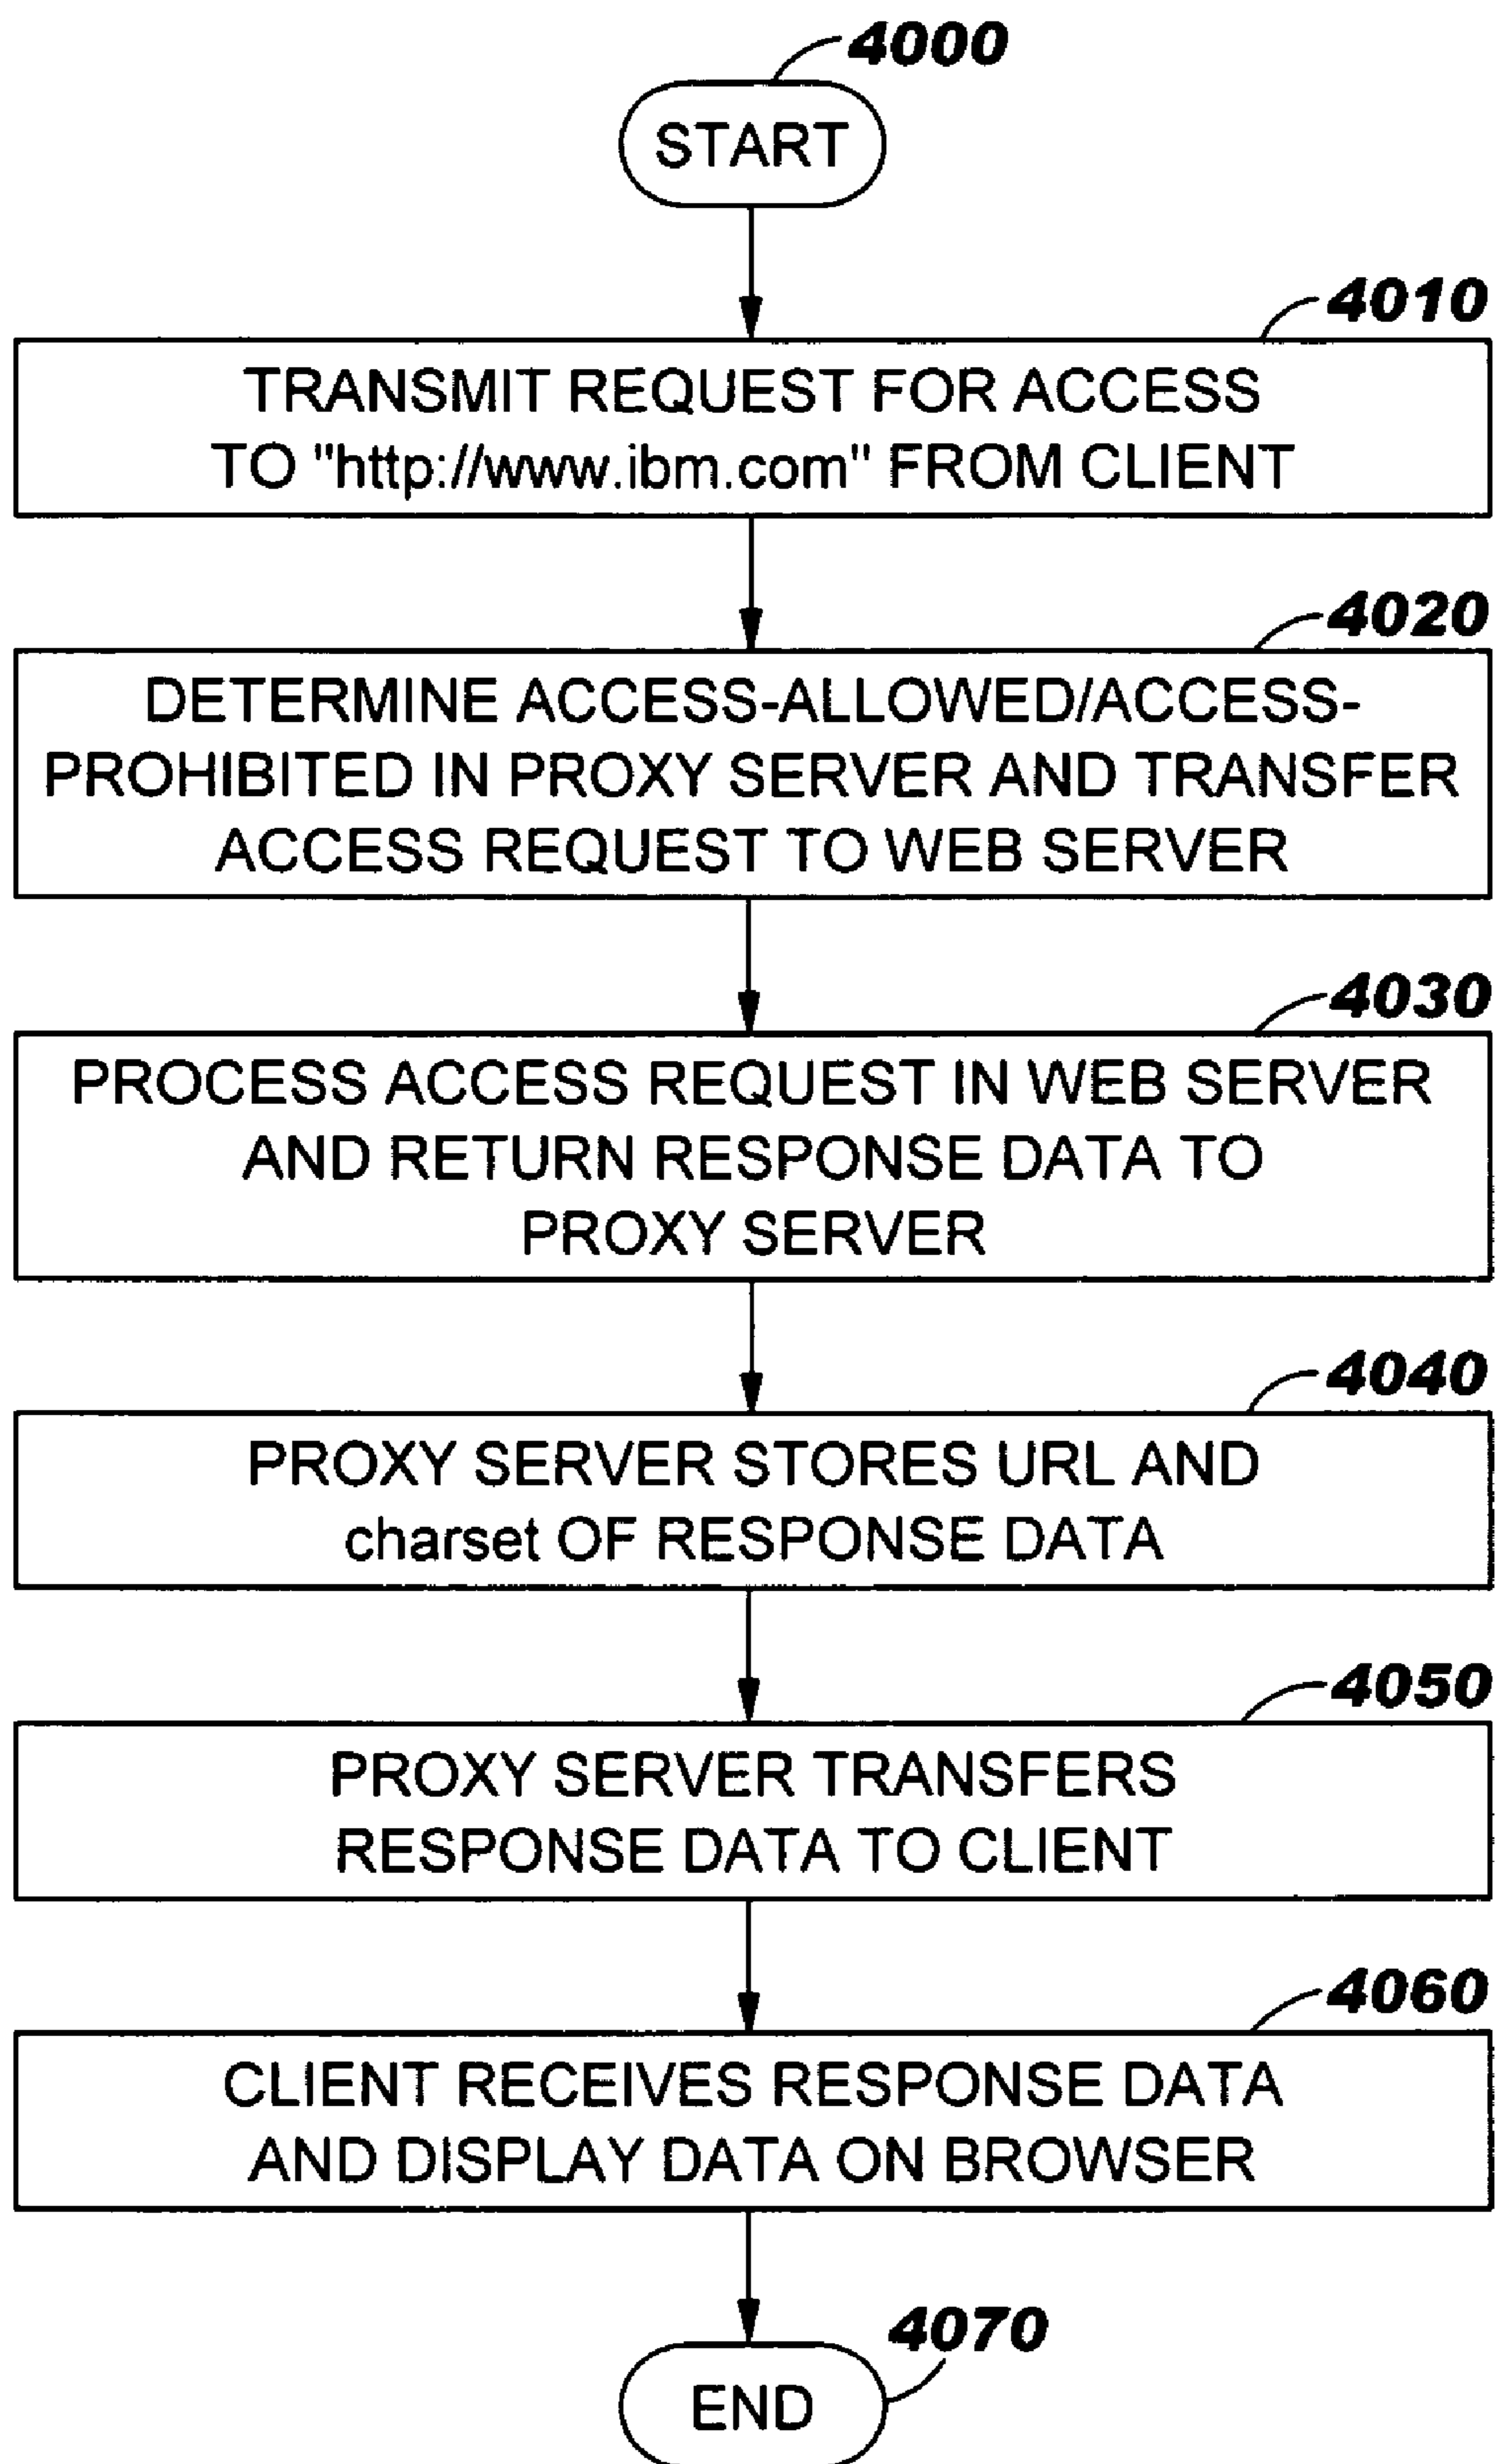 4000
START
4010
TRANSMIT REQUEST FOR ACCESS
TO "http://www.ibm.com" FROM CLIENT
4020
DETERMINE ACCESS-ALLOWED/ACCESS-
PROHIBITED IN PROXY SERVER AND TRANSFER
ACCESS REQUEST TO WEB SERVER
4030
PROCESS ACCESS REQUEST IN WEB SERVER
AND RETURN RESPONSE DATA TO
PROXY SERVER
4040
PROXY SERVER STORES URL AND
charset OF RESPONSE DATA
4050
PROXY SERVER TRANSFERS
RESPONSE DATA TO CLIENT
4060
CLIENT RECEIVES RESPONSE DATA
AND DISPLAY DATA ON BROWSER
4070
END